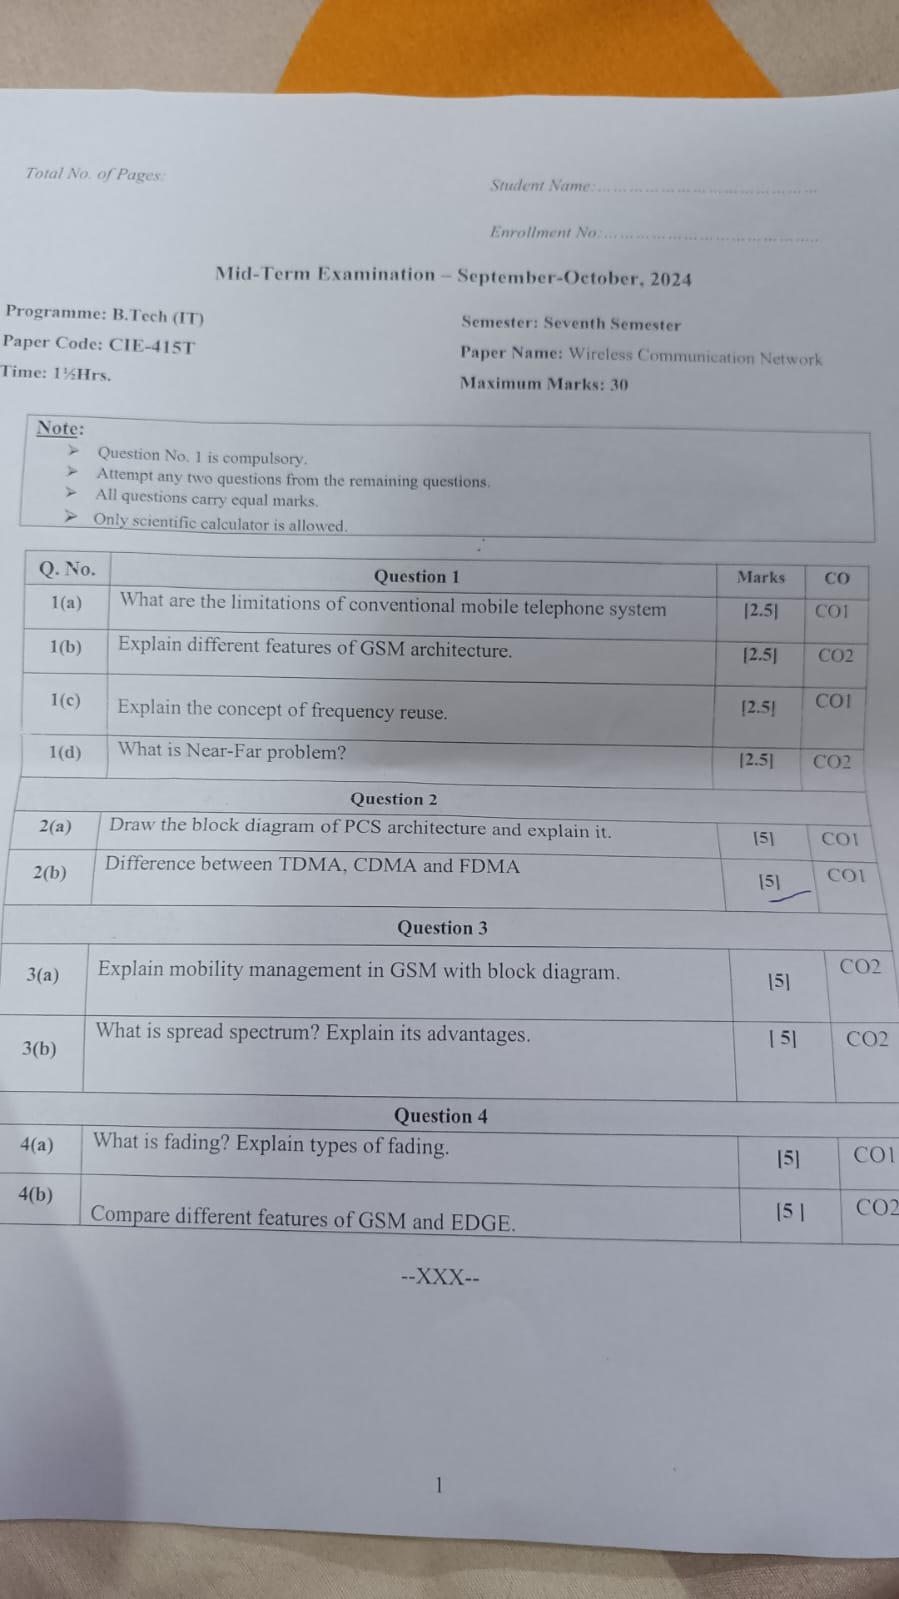 Total No. of Pages:
Student Name:........................................
Enrollment No:........................................
Mid-Term Examination – September-October, 2024
Programme: B.Tech (IT)
Semester: Seventh Semester
Paper Code: CIE-415T
Paper Name: Wireless Communication Network
Time: 1½Hrs.
Maximum Marks: 30
Note:
➢ Question No. 1 is compulsory.
➢ Attempt any two questions from the remaining questions.
➢ All questions carry equal marks.
➢ Only scientific calculator is allowed.
Q. No. Question 1 Marks CO
1(a) What are the limitations of conventional mobile telephone system [2.5] CO1
1(b) Explain different features of GSM architecture. [2.5] CO2
1(c) Explain the concept of frequency reuse. [2.5] CO1
1(d) What is Near-Far problem? [2.5] CO2
Question 2
2(a) Draw the block diagram of PCS architecture and explain it. [5] CO1
2(b) Difference between TDMA, CDMA and FDMA [5] CO1
Question 3
3(a) Explain mobility management in GSM with block diagram. [5] CO2
3(b) What is spread spectrum? Explain its advantages. [ 5] CO2
Question 4
4(a) What is fading? Explain types of fading. [5] CO1
4(b) Compare different features of GSM and EDGE. [5 ] CO2
--XXX--
1